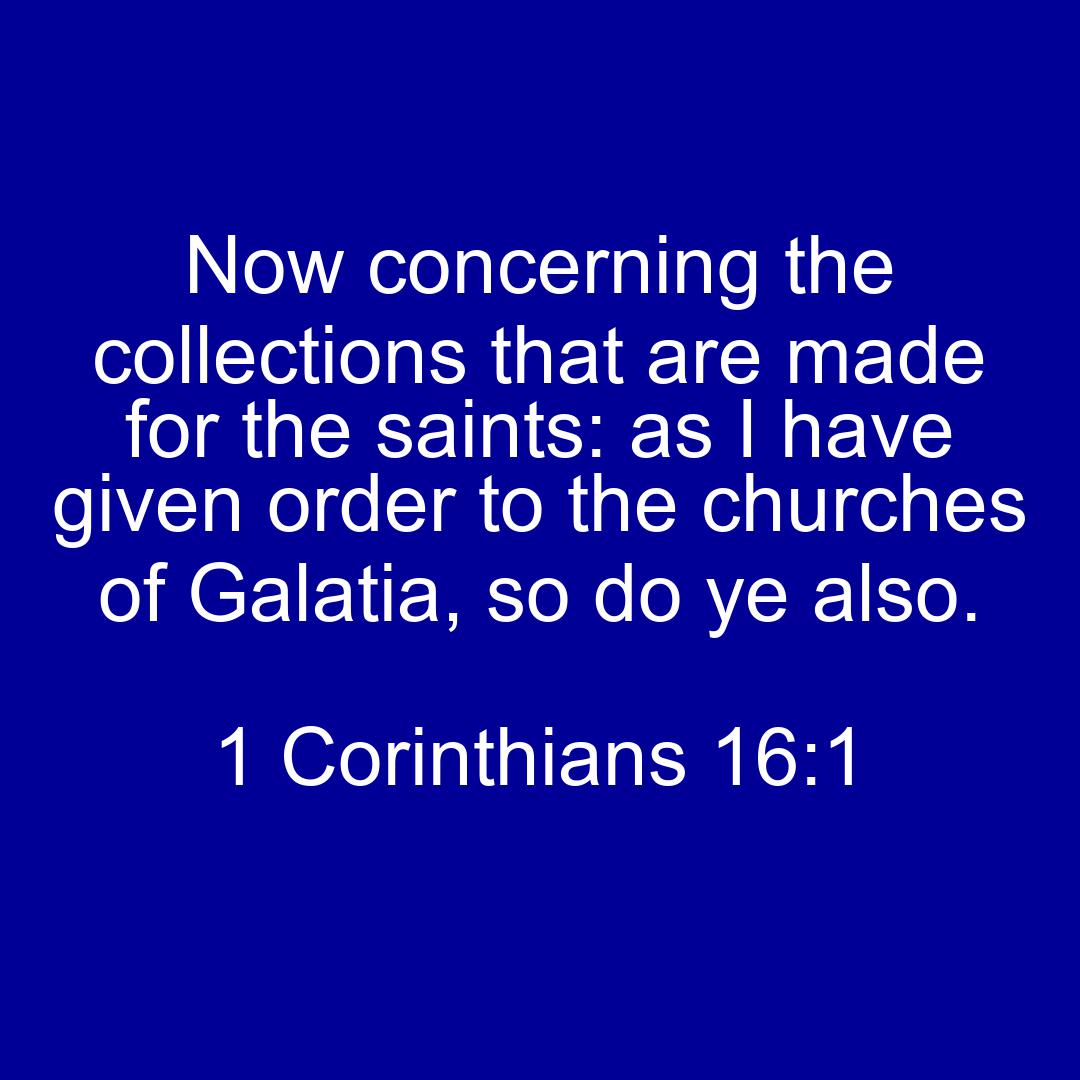 Now concerning the
collections that are made
for the saints: as I have
given order to the churches
of Galatia, so do ye also.
1 Corinthians 16:1